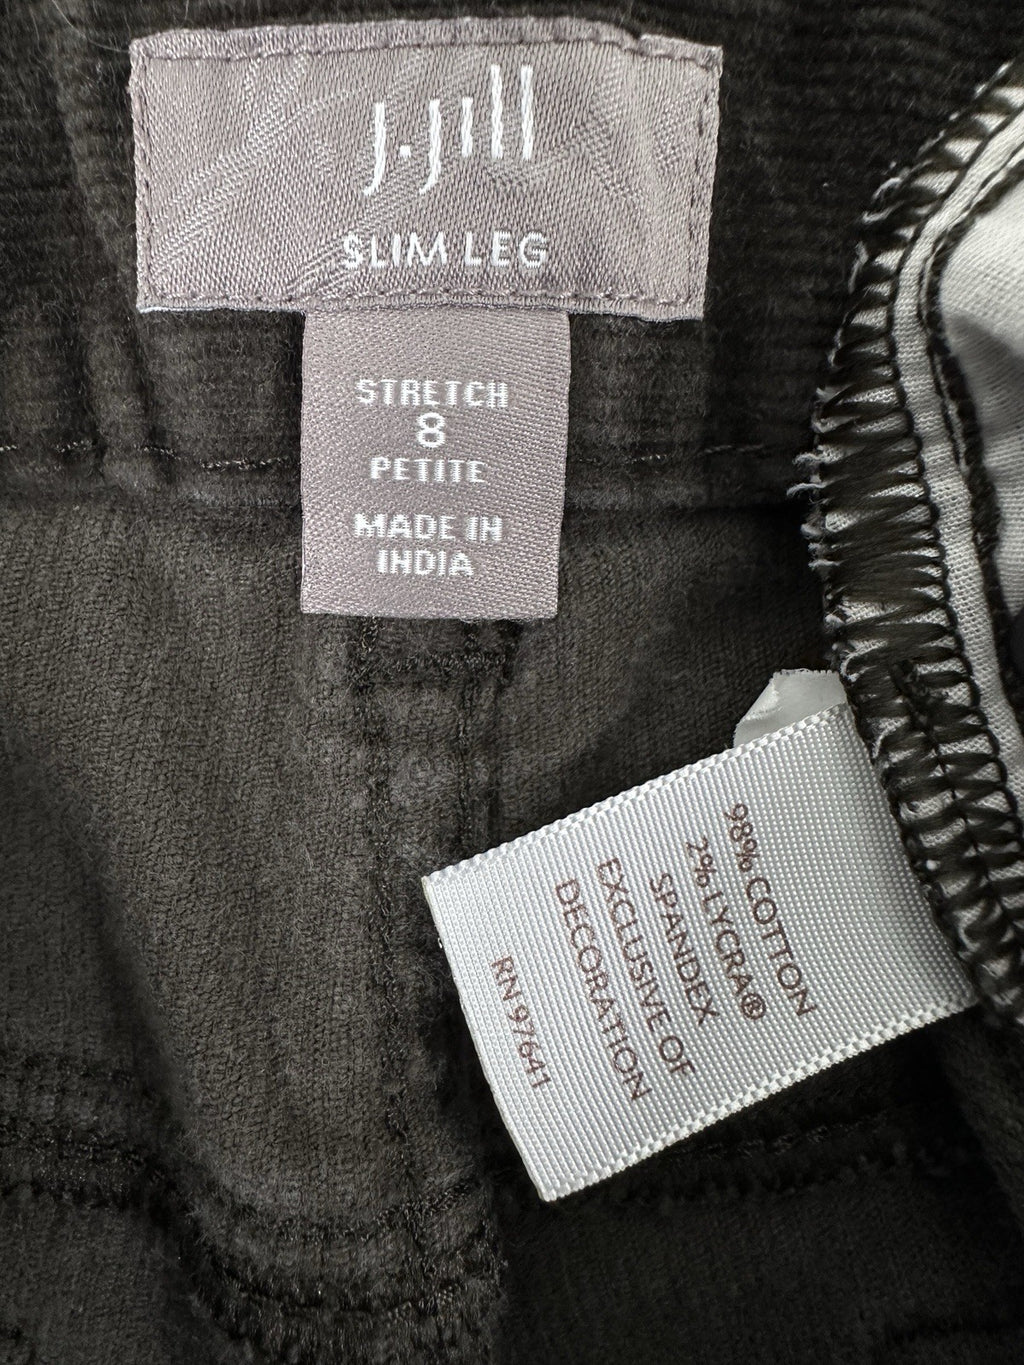 j.jill
SLIM LEG
STRETCH
8
PETITE
MADE IN
INDIA
98% COTTON
2% LYCRA®
SPANDEX
EXCLUSIVE OF
DECORATION
RN 97641